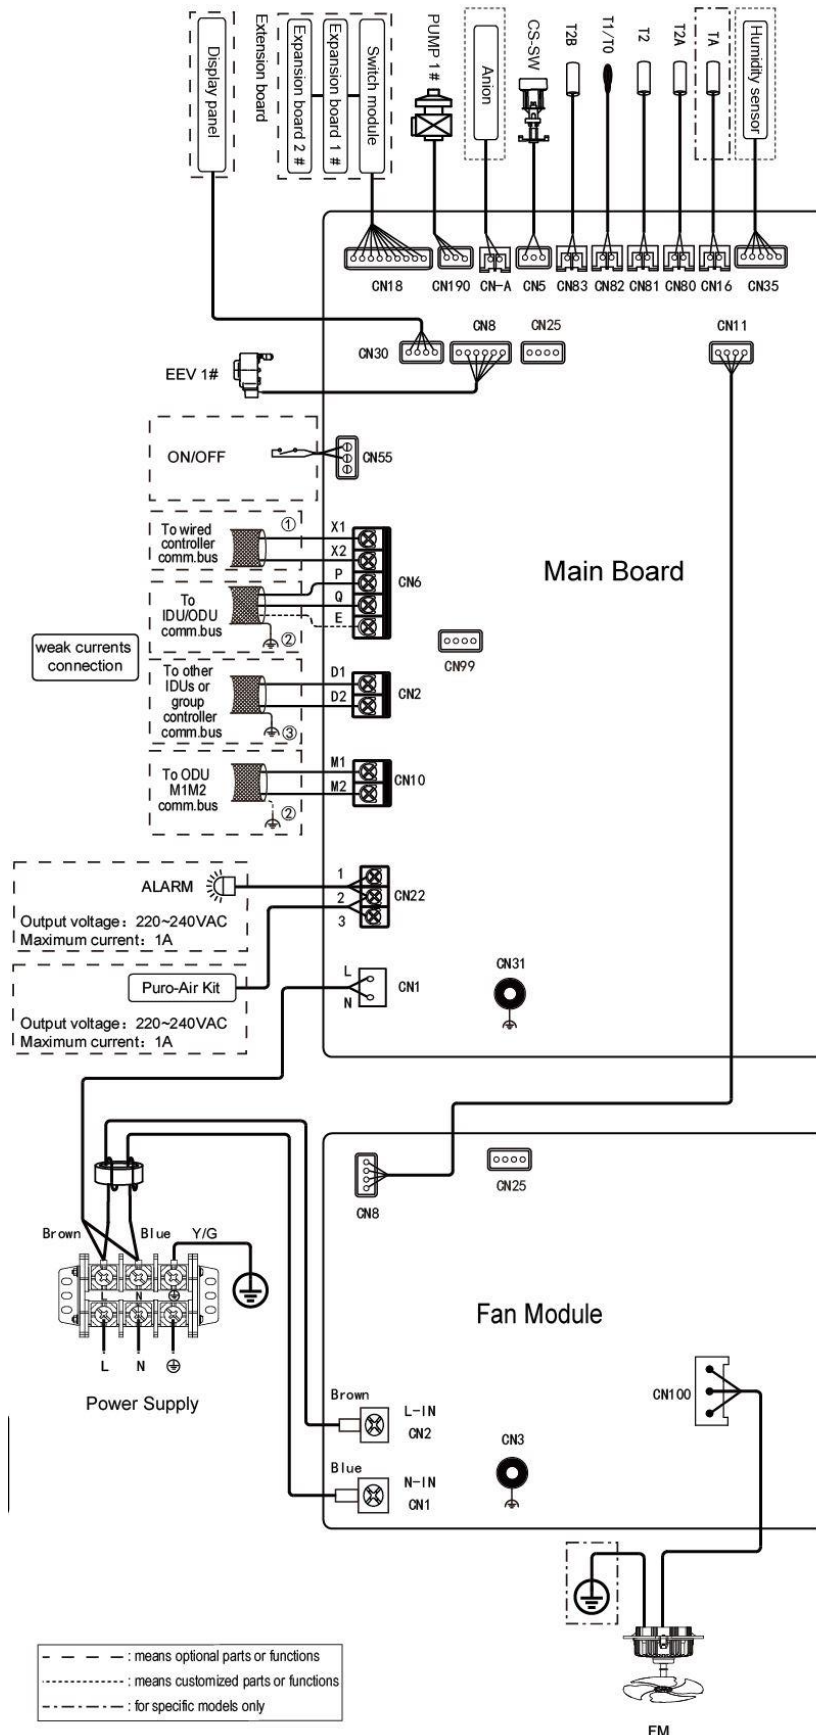 Display panel
Extension board
Expansion board 2 #
Expansion board 1 #
Switch module
PUMP 1 #
Anion
CS-SW
T2B
T1/T0
T2
T2A
TA
Humidity sensor
CN18
CN190
CN-A
CN5
CN83
CN82
CN81
CN80
CN16
CN35
CN30
CN8
CN25
CN11
EEV 1#
ON/OFF
CN55
To wired
controller
comm.bus
①
X1
X2
P
Q
E
CN6
Main Board
To
IDU/ODU
comm.bus
②
weak currents
connection
CN99
To other
IDUs or
group
controller
comm.bus
③
D1
D2
CN2
To ODU
M1M2
comm.bus
②
M1
M2
CN10
ALARM
1
2
3
CN22
Output voltage: 220~240VAC
Maximum current: 1A
Puro-Air Kit
L
N
CN1
CN31
Output voltage: 220~240VAC
Maximum current: 1A
CN8
CN25
Brown
Blue
Y/G
L
N
L
N
Power Supply
Fan Module
Brown
L-IN
CN2
CN100
CN3
Blue
N-IN
CN1
: means optional parts or functions
: means customized parts or functions
: for specific models only
FM